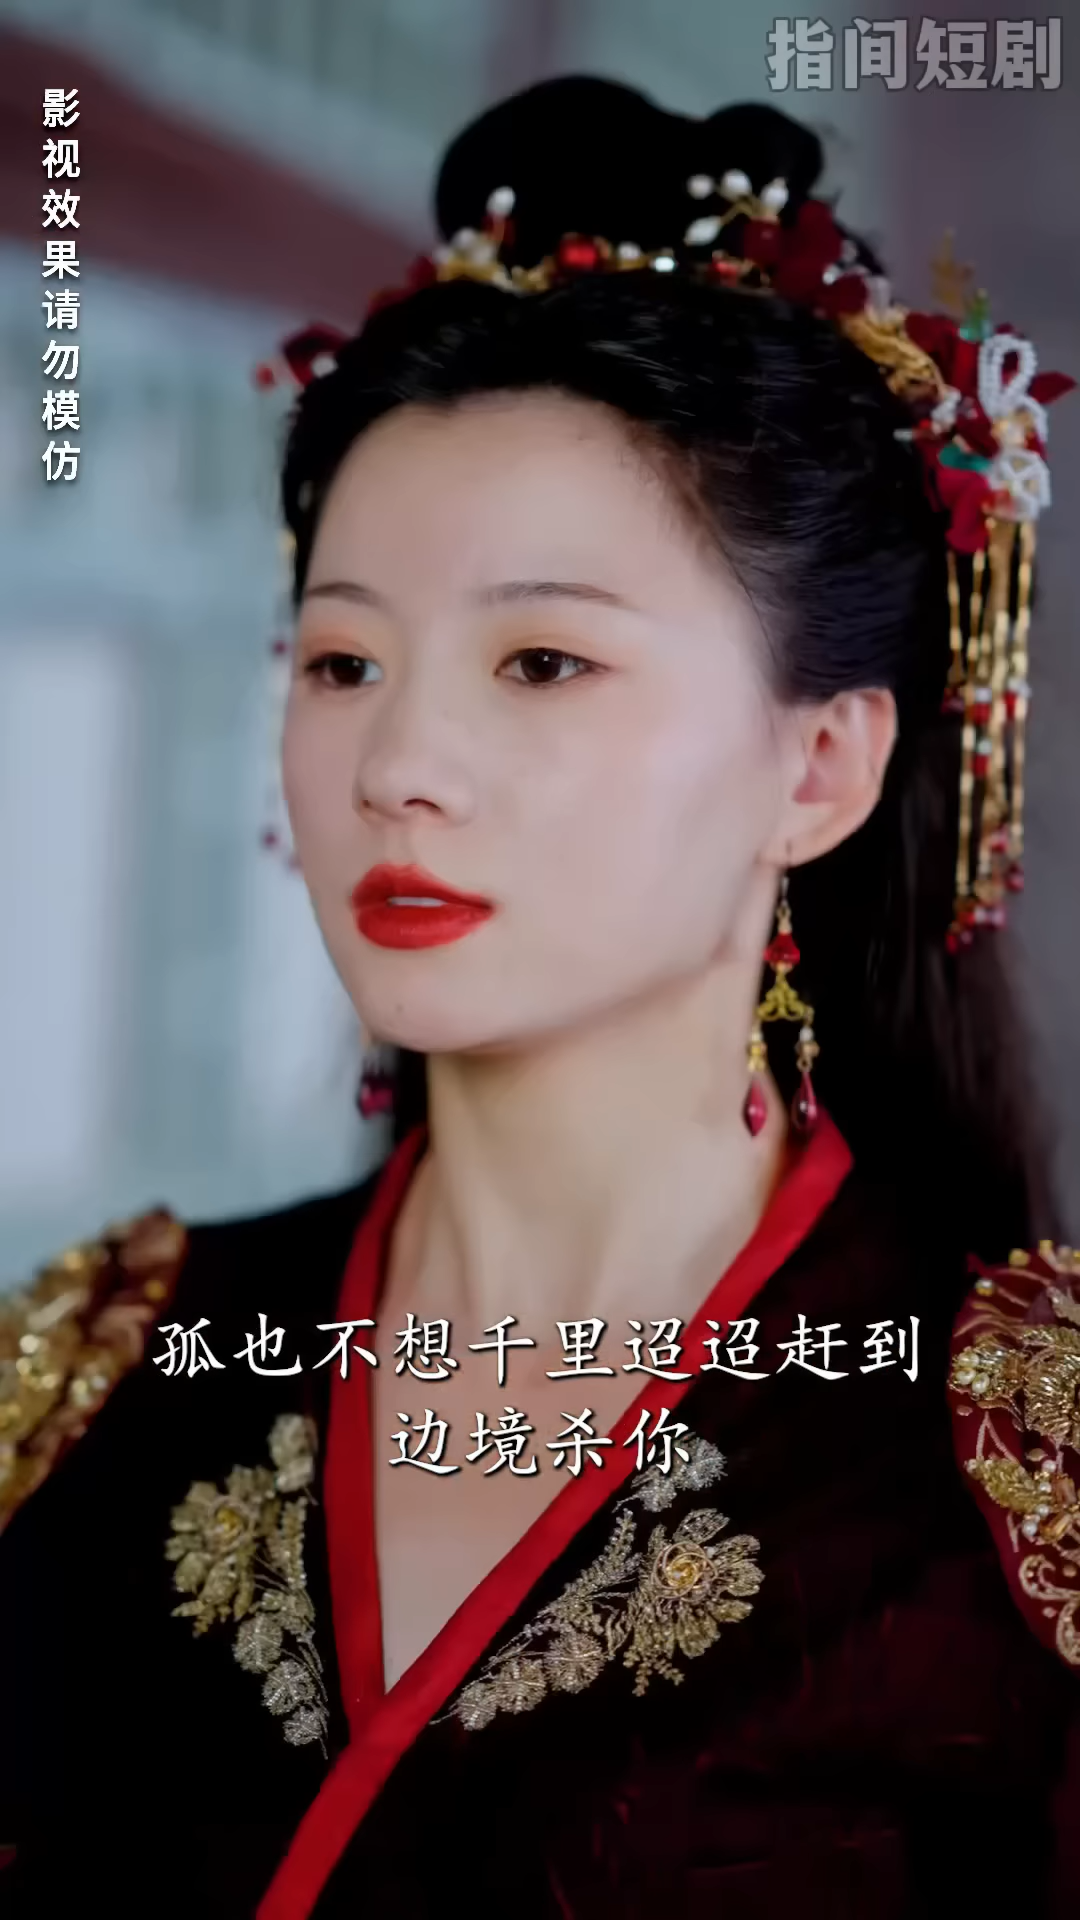 指间短剧
影视效果请勿模仿
孤也不想千里迢迢赶到
边境杀你